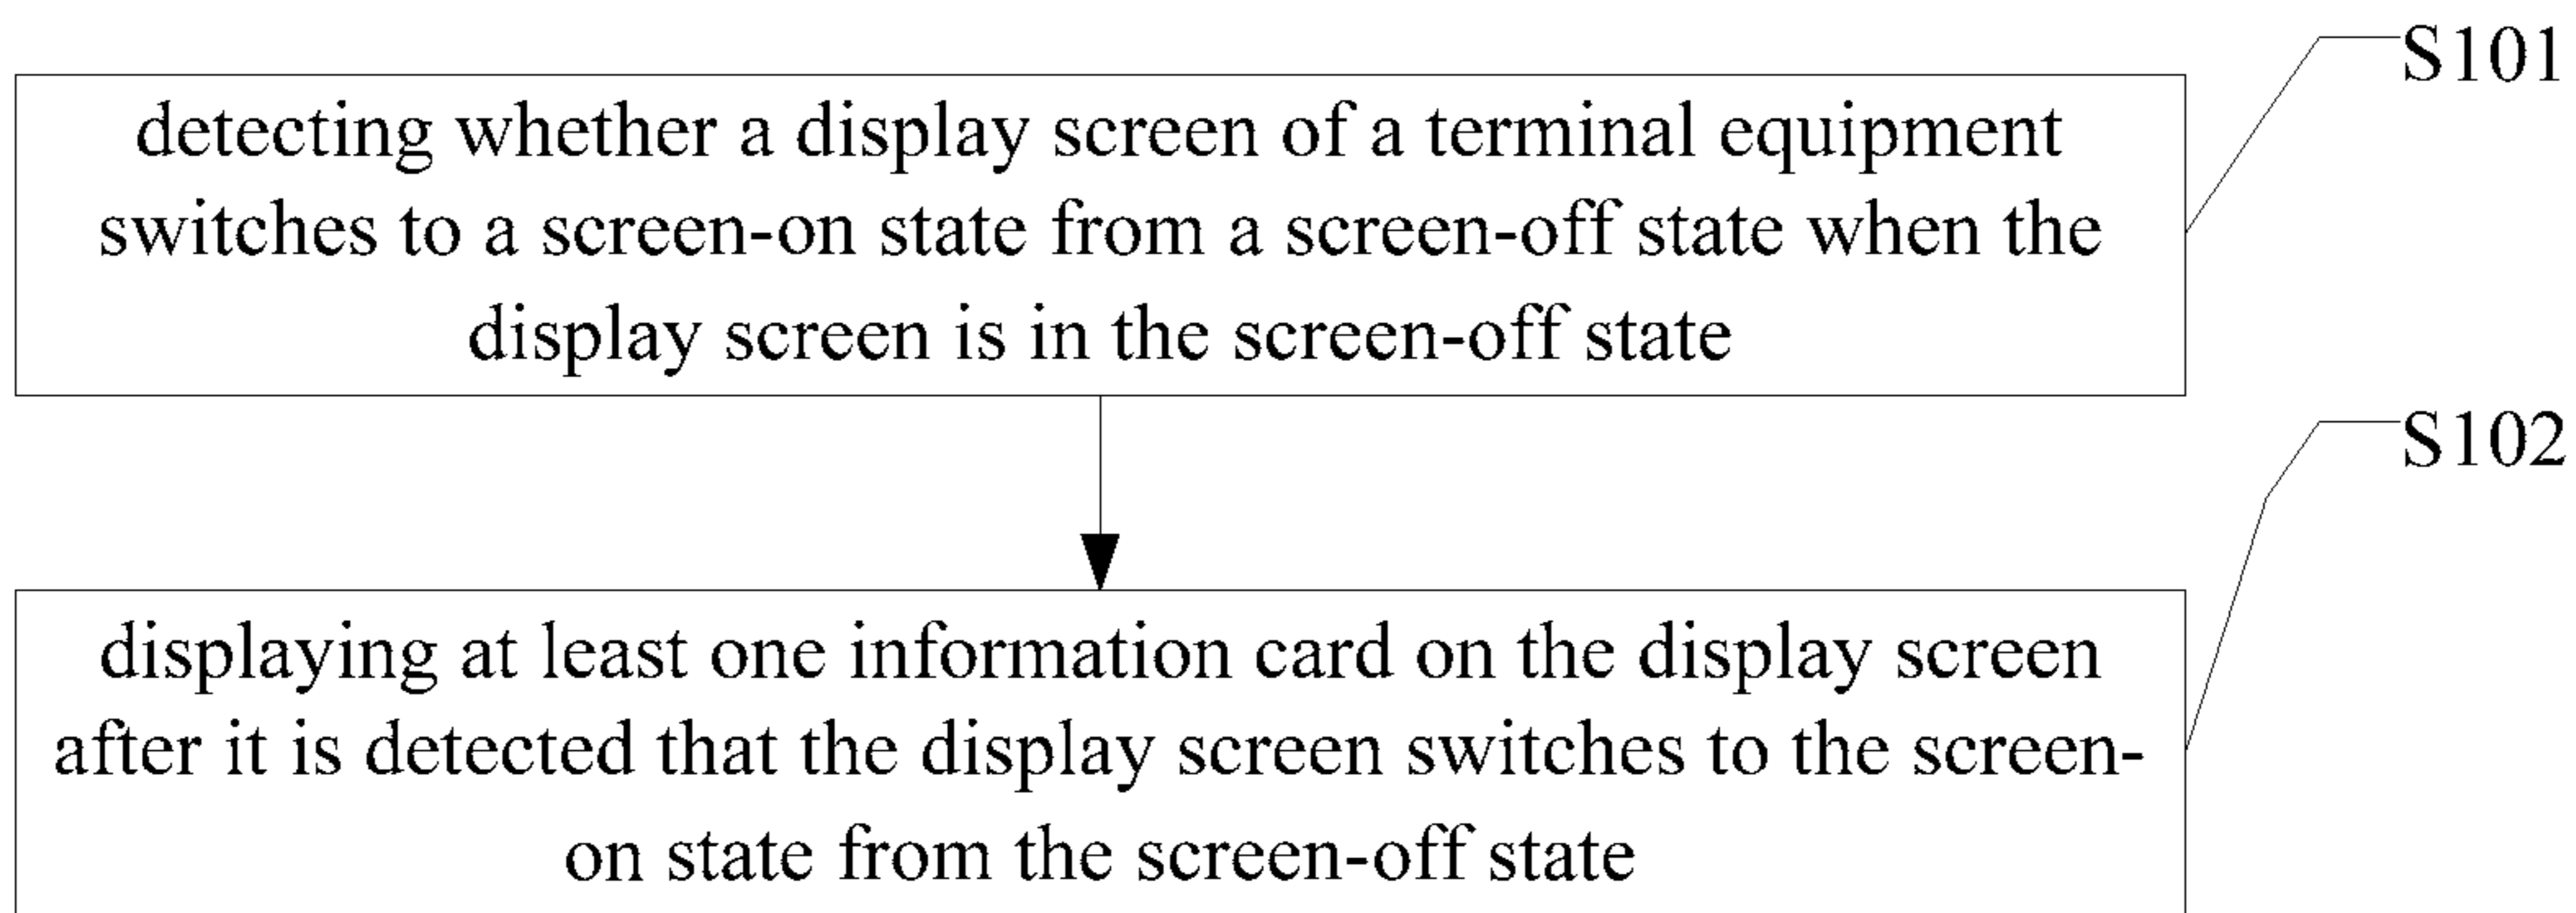 S101
detecting whether a display screen of a terminal equipment
switches to a screen-on state from a screen-off state when the
display screen is in the screen-off state
S102
displaying at least one information card on the display screen
after it is detected that the display screen switches to the screen-
on state from the screen-off state